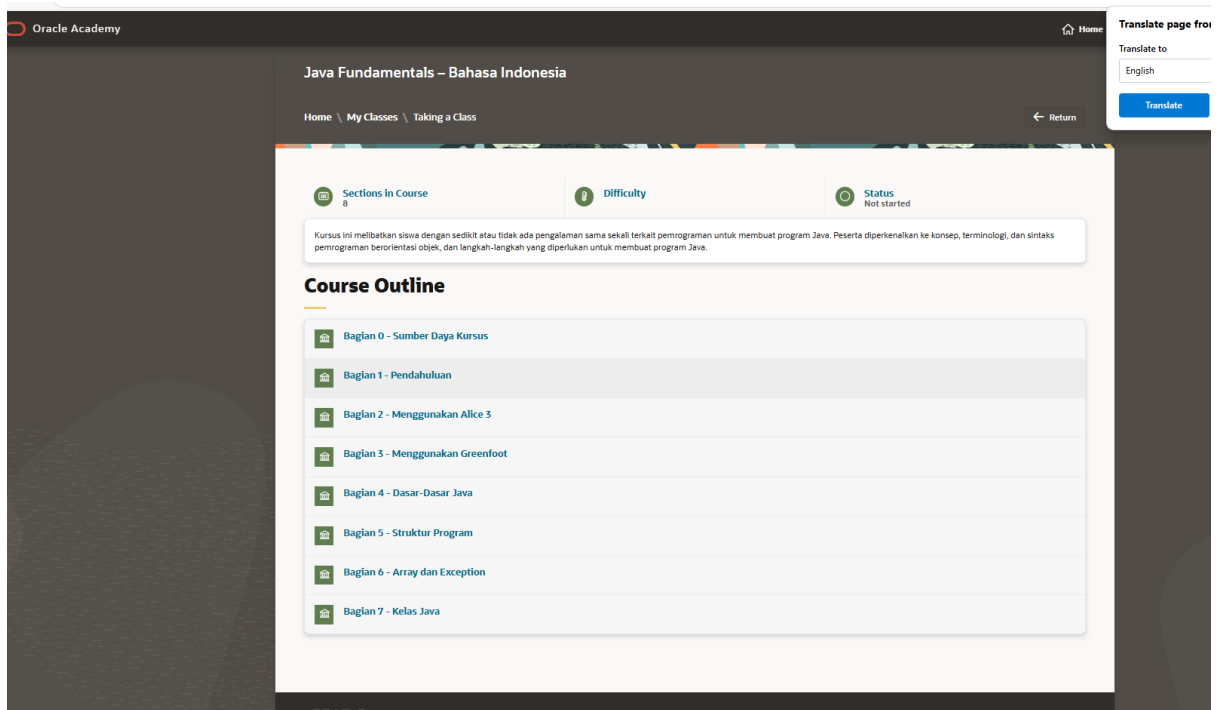 Oracle Academy
Home
Translate page from
Translate to
English
Translate
Java Fundamentals – Bahasa Indonesia
Home \ My Classes \ Taking a Class
Return
Sections in Course
8
Difficulty
Status
Not started
Kursus ini melibatkan siswa dengan sedikit atau tidak ada pengalaman sama sekali terkait pemrograman untuk membuat program Java. Peserta diperkenalkan ke konsep, terminologi, dan sintaks
pemrograman berorientasi objek, dan langkah-langkah yang diperlukan untuk membuat program Java.
Course Outline
Bagian 0 - Sumber Daya Kursus
Bagian 1 - Pendahuluan
Bagian 2 - Menggunakan Alice 3
Bagian 3 - Menggunakan Greenfoot
Bagian 4 - Dasar-Dasar Java
Bagian 5 - Struktur Program
Bagian 6 - Array dan Exception
Bagian 7 - Kelas Java